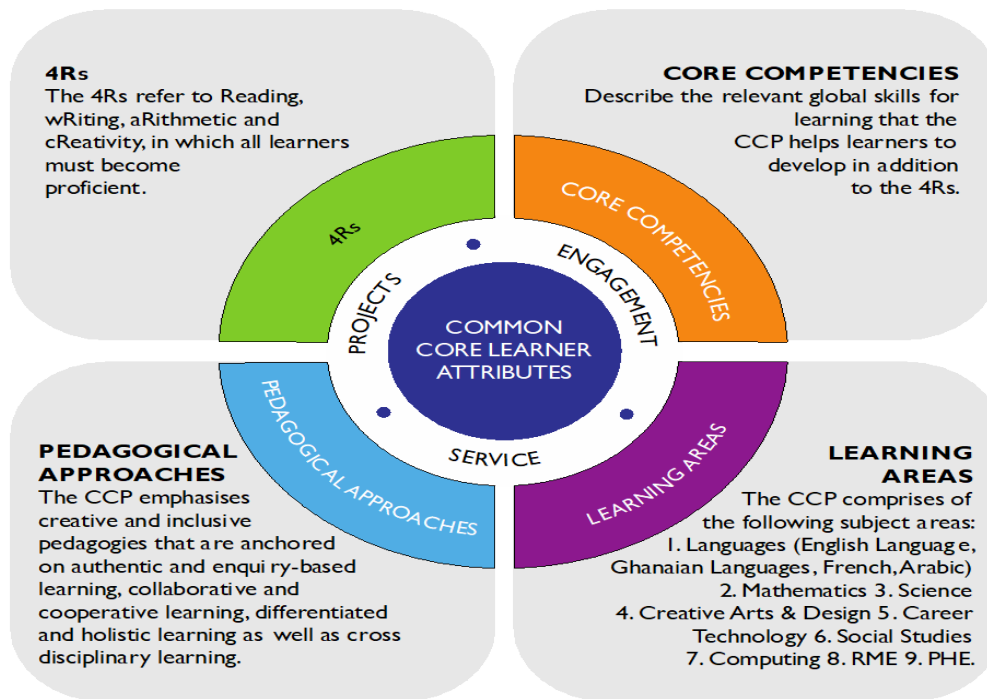 4Rs
The 4Rs refer to Reading,
wRiting, aRithmetic and
cReativity, in which all learners
must become
proficient.
CORE COMPETENCIES
Describe the relevant global skills for
learning that the
CCP helps learners to
develop in addition
to the 4Rs.
4Rs
CORE COMPETENCIES
PROJECTS
ENGAGEMENT
COMMON
CORE LEARNER
ATTRIBUTES
SERVICE
PEDAGOGICAL APPROACHES
LEARNING AREAS
PEDAGOGICAL
APPROACHES
The CCP emphasises
creative and inclusive
pedagogies that are anchored
on authentic and enquiry-based
learning, collaborative and
cooperative learning, differentiated
and holistic learning as well as cross
disciplinary learning.
LEARNING
AREAS
The CCP comprises of
the following subject areas:
1. Languages (English Language,
Ghanaian Languages, French, Arabic)
2. Mathematics 3. Science
4. Creative Arts & Design 5. Career
Technology 6. Social Studies
7. Computing 8. RME 9. PHE.